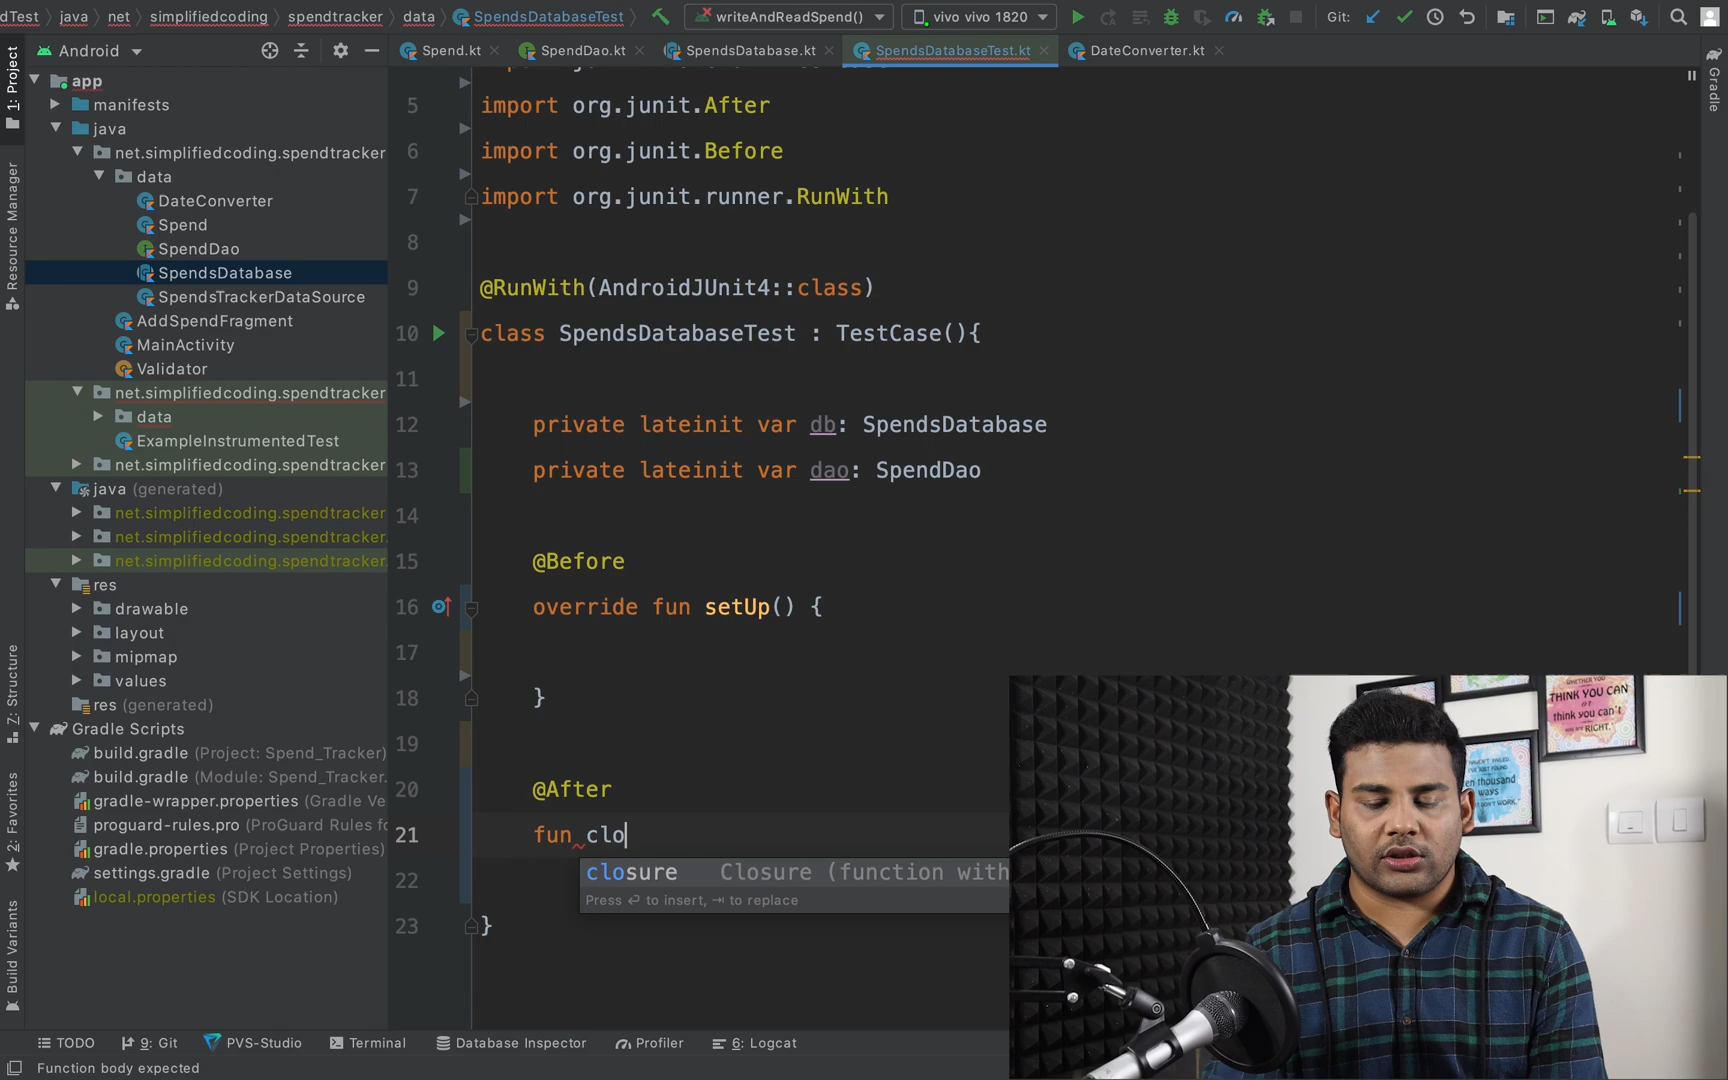 dTest java net simplifiedcoding spendtracker data SpendsDatabaseTest writeAndReadSpend() vivo vivo 1820 Git:
Android
Spend.kt SpendDao.kt SpendsDatabase.kt SpendsDatabaseTest.kt DateConverter.kt
1: Project
Resource Manager
Z: Structure
2: Favorites
Build Variants
Gradle
app
manifests
java
net.simplifiedcoding.spendtracker
data
DateConverter
Spend
SpendDao
SpendsDatabase
SpendsTrackerDataSource
AddSpendFragment
MainActivity
Validator
net.simplifiedcoding.spendtracker
data
ExampleInstrumentedTest
net.simplifiedcoding.spendtracker
java (generated)
net.simplifiedcoding.spendtracker
net.simplifiedcoding.spendtracker.
net.simplifiedcoding.spendtracker.
res
drawable
layout
mipmap
values
res (generated)
Gradle Scripts
build.gradle (Project: Spend_Tracker)
build.gradle (Module: Spend_Tracker.
gradle-wrapper.properties (Gradle Ve
proguard-rules.pro (ProGuard Rules fo
gradle.properties (Project Properties)
settings.gradle (Project Settings)
local.properties (SDK Location)
5 import org.junit.After
6 import org.junit.Before
7 import org.junit.runner.RunWith
8
9 @RunWith(AndroidJUnit4::class)
10 class SpendsDatabaseTest : TestCase(){
11
12 private lateinit var db: SpendsDatabase
13 private lateinit var dao: SpendDao
14
15 @Before
16 override fun setUp() {
17
18 }
19
20 @After
21 fun clo
closure Closure (function with
Press ↵ to insert, ⇥ to replace
22
23 }
THINK YOU CAN
or think
you can't
ARE RIGHT.
TODO 9: Git PVS-Studio Terminal Database Inspector Profiler 6: Logcat
Function body expected